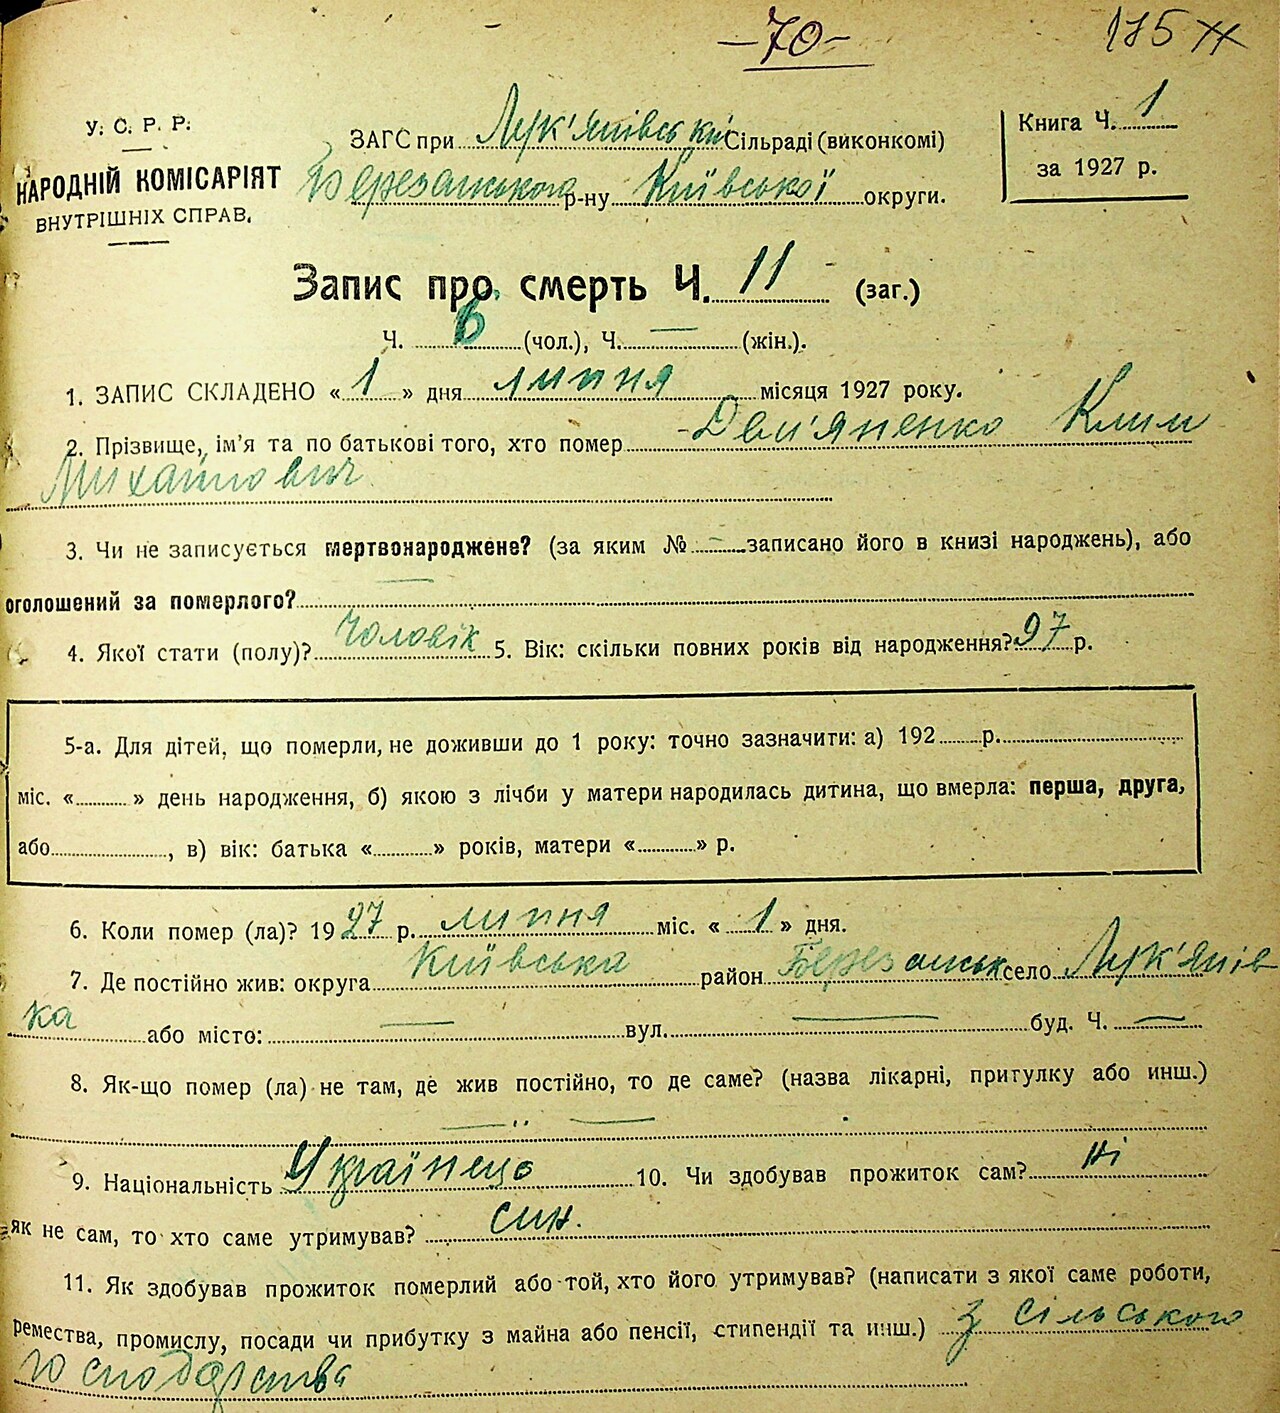 -70-
175
У. С. Р. Р.
НАРОДНІЙ КОМІСАРІЯТ
ВНУТРІШНІХ СПРАВ.
ЗАГС при Лук'янівській Сільраді (виконкомі)
Березанського р-ну Київської округи.
Книга Ч. 1
за 1927 р.
Запис про смерть Ч. 11 (заг.)
Ч. 6 (чол.), Ч. — (жін.).
1. ЗАПИС СКЛАДЕНО «1» дня липня місяця 1927 року.
2. Прізвище, ім'я та по батькові того, хто помер Дем'яненко Клим
Михайлович
3. Чи не записується мертвонароджене? (за яким № — записано його в книзі народжень), або
оголошений за померлого?
4. Якої стати (полу)? Чоловік 5. Вік: скільки повних років від народження? 97 р.
5-а. Для дітей, що померли, не доживши до 1 року: точно зазначити: а) 192 р.
міс. « » день народження, б) якою з лічби у матери народилась дитина, що вмерла: перша, друга,
або , в) вік: батька « » років, матери « » р.
6. Коли помер (ла)? 1927 р. липня міс. «1» дня.
7. Де постійно жив: округа Київська район Березанськ село Лук'янів
ка або місто: — вул. — буд. Ч. —
8. Як-що помер (ла) не там, де жив постійно, то де саме? (назва лікарні, притулку або инш.)
— " —
9. Національність Українець 10. Чи здобував прожиток сам? ні
як не сам, то хто саме утримував? син.
11. Як здобував прожиток померлий або той, хто його утримував? (написати з якої саме роботи,
ремества, промислу, посади чи прибутку з майна або пенсії, стипендії та инш.) З сільського
господарства